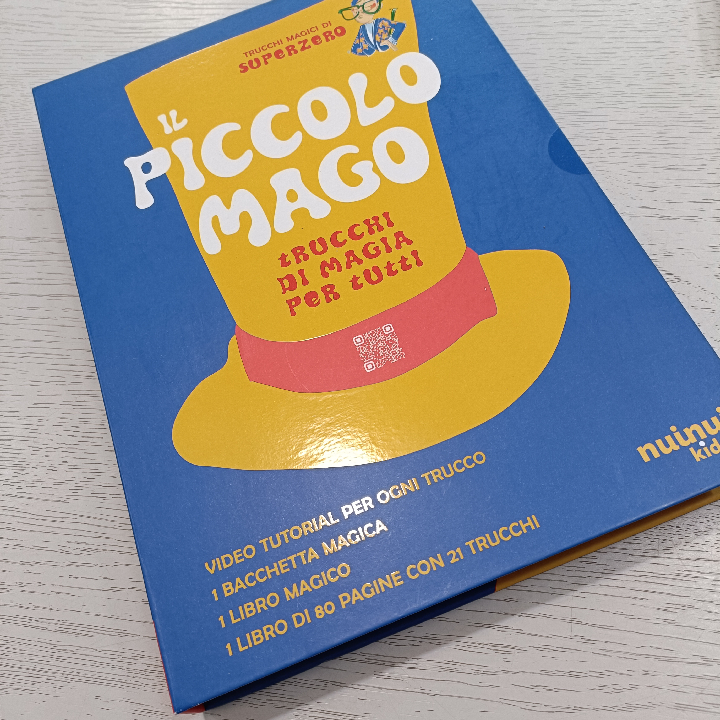 TRUCCHI MAGICI DI
SUPERZERO
IL
PICCOLO
MAGO
tRUCCHI
DI MAGIA
PER tUttI
nuinui
kids
VIDEO TUTORIAL PER OGNI TRUCCO
1 BACCHETTA MAGICA
1 LIBRO MAGICO
1 LIBRO DI 80 PAGINE CON 21 TRUCCHI